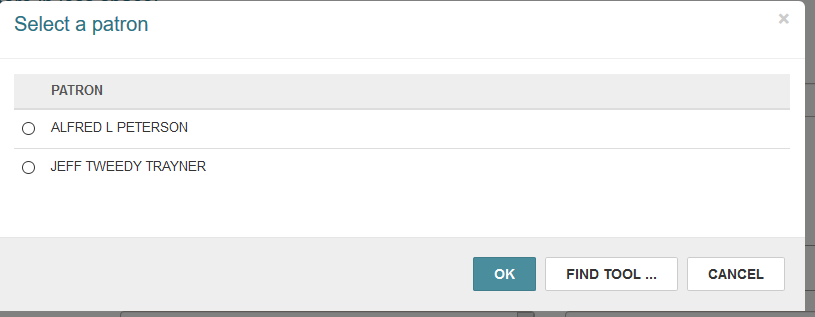 Select a patron
×
PATRON
ALFRED L PETERSON
JEFF TWEEDY TRAYNER
OK
FIND TOOL ...
CANCEL